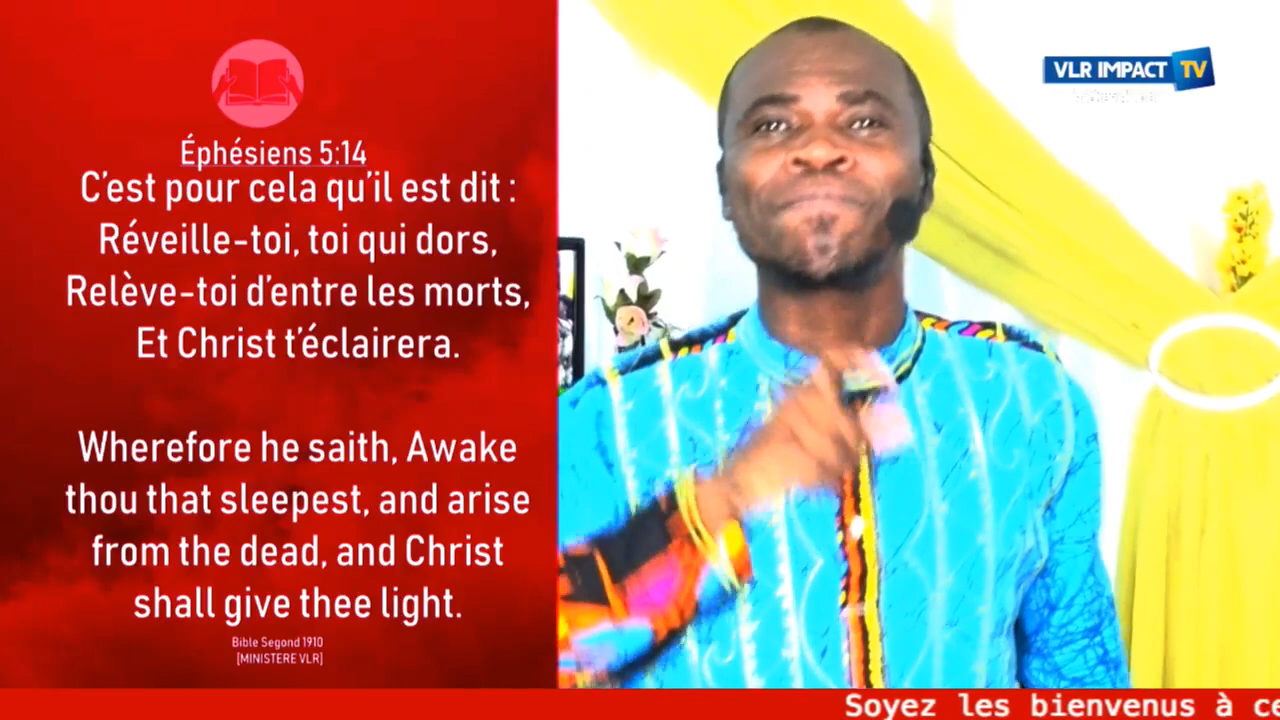 Éphésiens 5:14
C'est pour cela qu'il est dit :
Réveille-toi, toi qui dors,
Relève-toi d'entre les morts,
Et Christ t'éclairera.
Wherefore he saith, Awake
thou that sleepest, and arise
from the dead, and Christ
shall give thee light.
Bible Segond 1910
[MINISTERE VLR]
VLR IMPACT TV
Soyez les bienvenus à ce